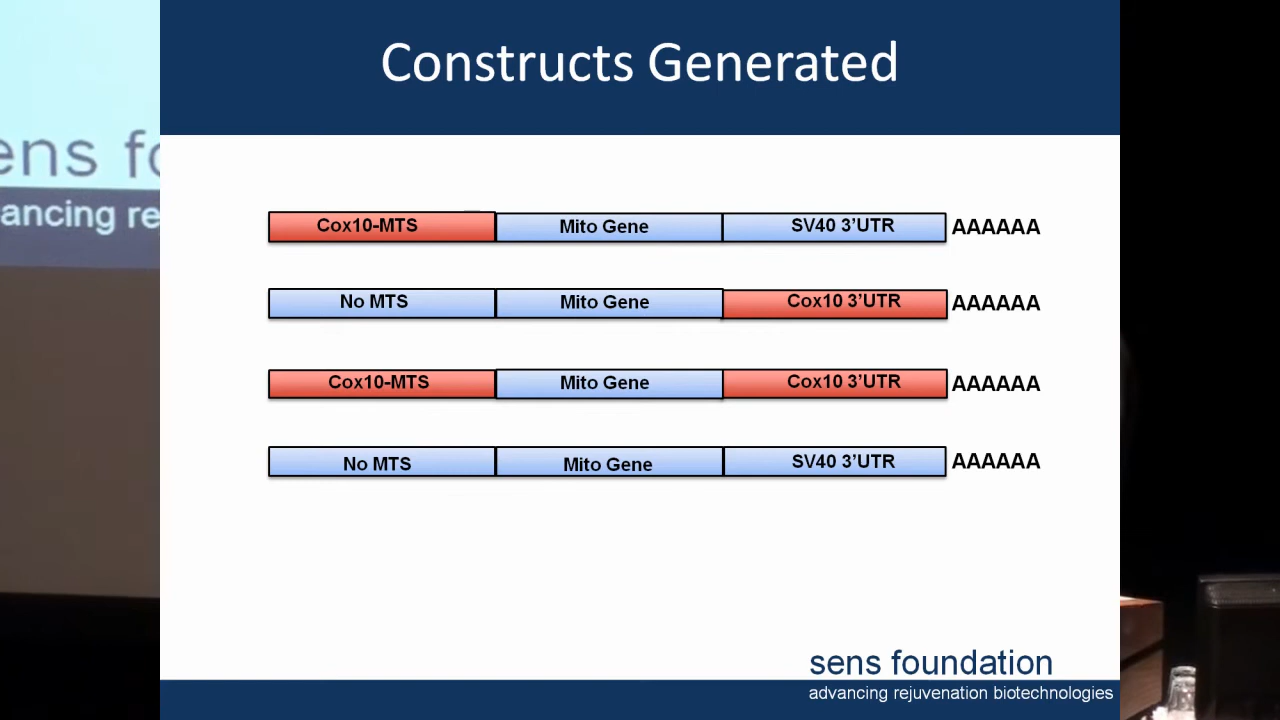 Constructs Generated
ens fo
ancing re
Cox10-MTS Mito Gene SV40 3’UTR AAAAAA
No MTS Mito Gene Cox10 3’UTR AAAAAA
Cox10-MTS Mito Gene Cox10 3’UTR AAAAAA
No MTS Mito Gene SV40 3’UTR AAAAAA
sens foundation
advancing rejuvenation biotechnologies